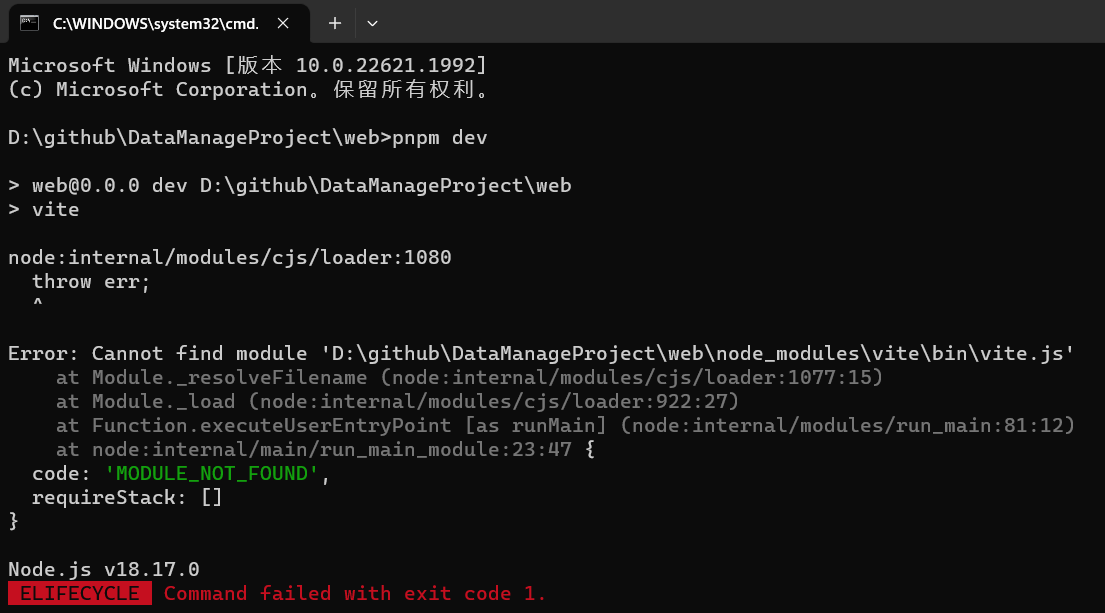 C:\WINDOWS\system32\cmd.
Microsoft Windows [版本 10.0.22621.1992]
(c) Microsoft Corporation。保留所有权利。
D:\github\DataManageProject\web>pnpm dev
> web@0.0.0 dev D:\github\DataManageProject\web
> vite
node:internal/modules/cjs/loader:1080
  throw err;
  ^
Error: Cannot find module 'D:\github\DataManageProject\web\node_modules\vite\bin\vite.js'
    at Module._resolveFilename (node:internal/modules/cjs/loader:1077:15)
    at Module._load (node:internal/modules/cjs/loader:922:27)
    at Function.executeUserEntryPoint [as runMain] (node:internal/modules/run_main:81:12)
    at node:internal/main/run_main_module:23:47 {
  code: 'MODULE_NOT_FOUND',
  requireStack: []
}
Node.js v18.17.0
ELIFECYCLE Command failed with exit code 1.